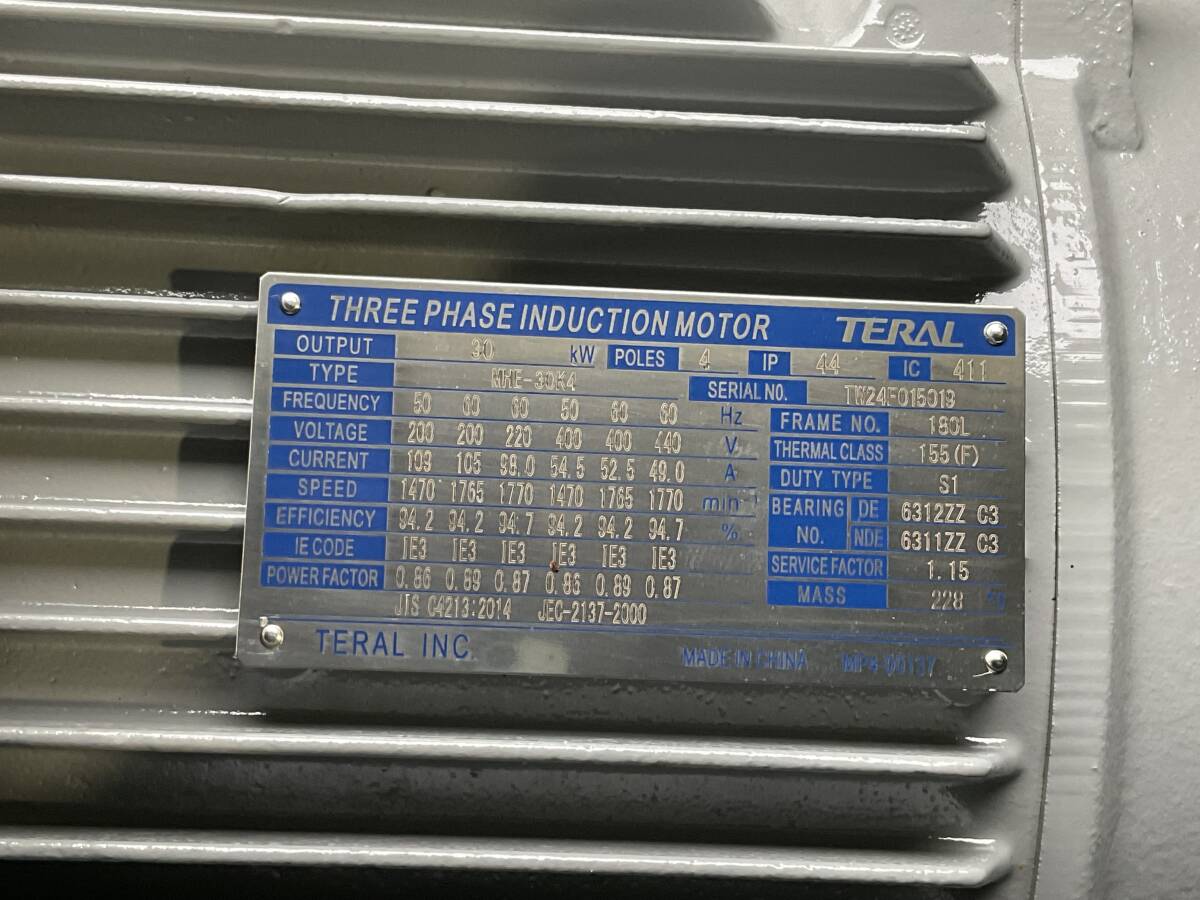 THREE PHASE INDUCTION MOTOR TERAL
OUTPUT 30 kW POLES 4 IP 44 IC 411
TYPE MHE-30K4 SERIAL NO. TW24F015019
FREQUENCY 50 60 60 50 60 60 Hz FRAME NO. 180L
VOLTAGE 200 200 220 400 400 440 V THERMAL CLASS 155(F)
CURRENT 109 105 98.0 54.5 52.5 49.0 A DUTY TYPE S1
SPEED 1470 1765 1770 1470 1765 1770 min-1 BEARING NO. DE 6312ZZ C3
EFFICIENCY 94.2 94.2 94.7 94.2 94.2 94.7 % NDE 6311ZZ C3
IE CODE IE3 IE3 IE3 IE3 IE3 IE3 SERVICE FACTOR 1.15
POWER FACTOR 0.86 0.89 0.87 0.86 0.89 0.87 MASS 228 kg
JIS C4213:2014 JEC-2137-2000
TERAL INC. MADE IN CHINA MP4-00137